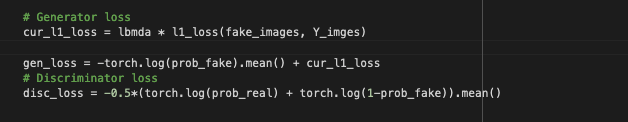 # Generator loss
cur_l1_loss = lbmda * l1_loss(fake_images, Y_imges)
gen_loss = -torch.log(prob_fake).mean() + cur_l1_loss
# Discriminator loss
disc_loss = -0.5*(torch.log(prob_real) + torch.log(1-prob_fake)).mean()